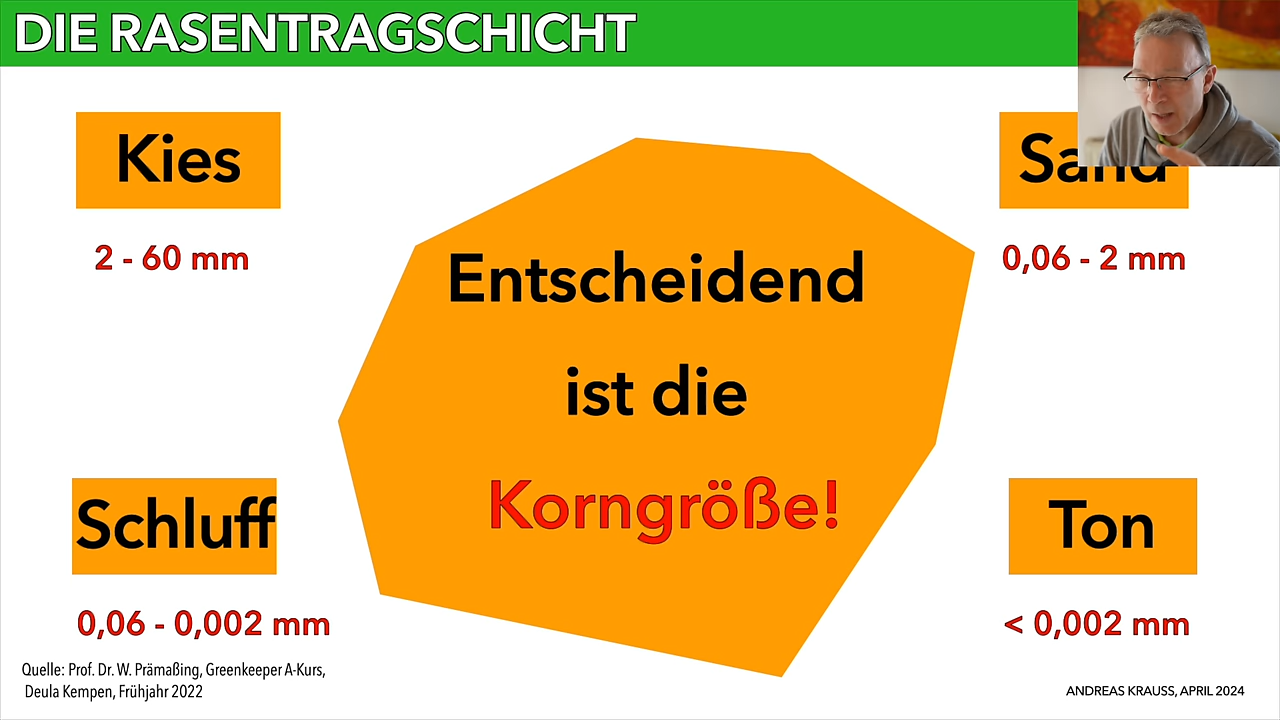 DIE RASENTRAGSCHICHT
Kies
Sand
2 - 60 mm
0,06 - 2 mm
Entscheidend
ist die
Korngröße!
Schluff
Ton
0,06 - 0,002 mm
< 0,002 mm
Quelle: Prof. Dr. W. Prämaßing, Greenkeeper A-Kurs,
Deula Kempen, Frühjahr 2022
ANDREAS KRAUSS, APRIL 2024